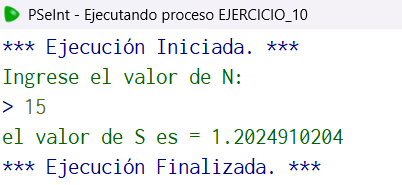 PSeInt - Ejecutando proceso EJERCICIO_10
*** Ejecución Iniciada. ***
Ingrese el valor de N:
> 15
el valor de S es = 1.2024910204
*** Ejecución Finalizada. ***